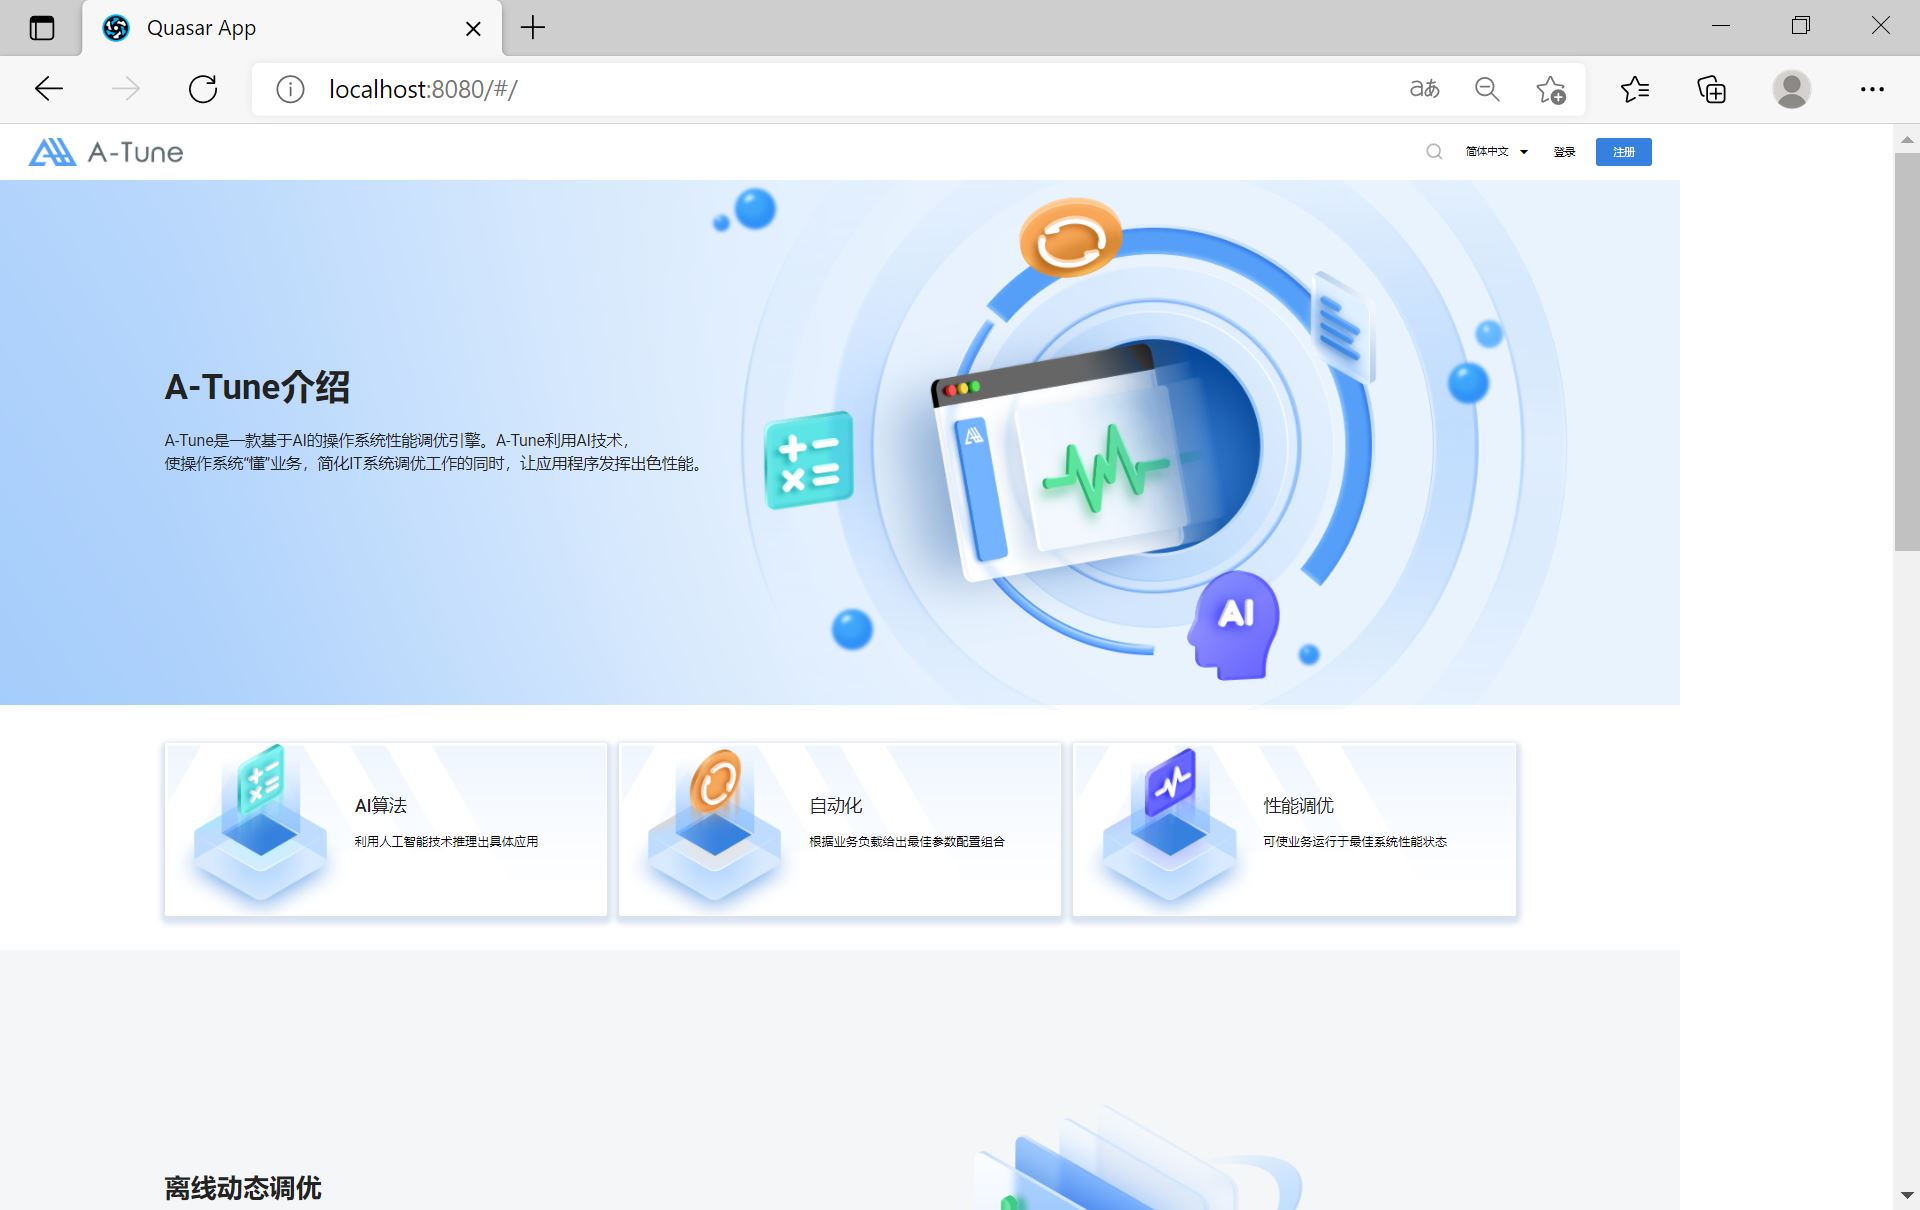 Quasar App
localhost:8080/#/
aあ
A-Tune
简体中文
登录
注册
A-Tune介绍
A-Tune是一款基于AI的操作系统性能调优引擎。A-Tune利用AI技术，
使操作系统“懂”业务，简化IT系统调优工作的同时，让应用程序发挥出色性能。
AI
AI算法
利用人工智能技术推理出具体应用
自动化
根据业务负载给出最佳参数配置组合
性能调优
可使业务运行于最佳系统性能状态
离线动态调优